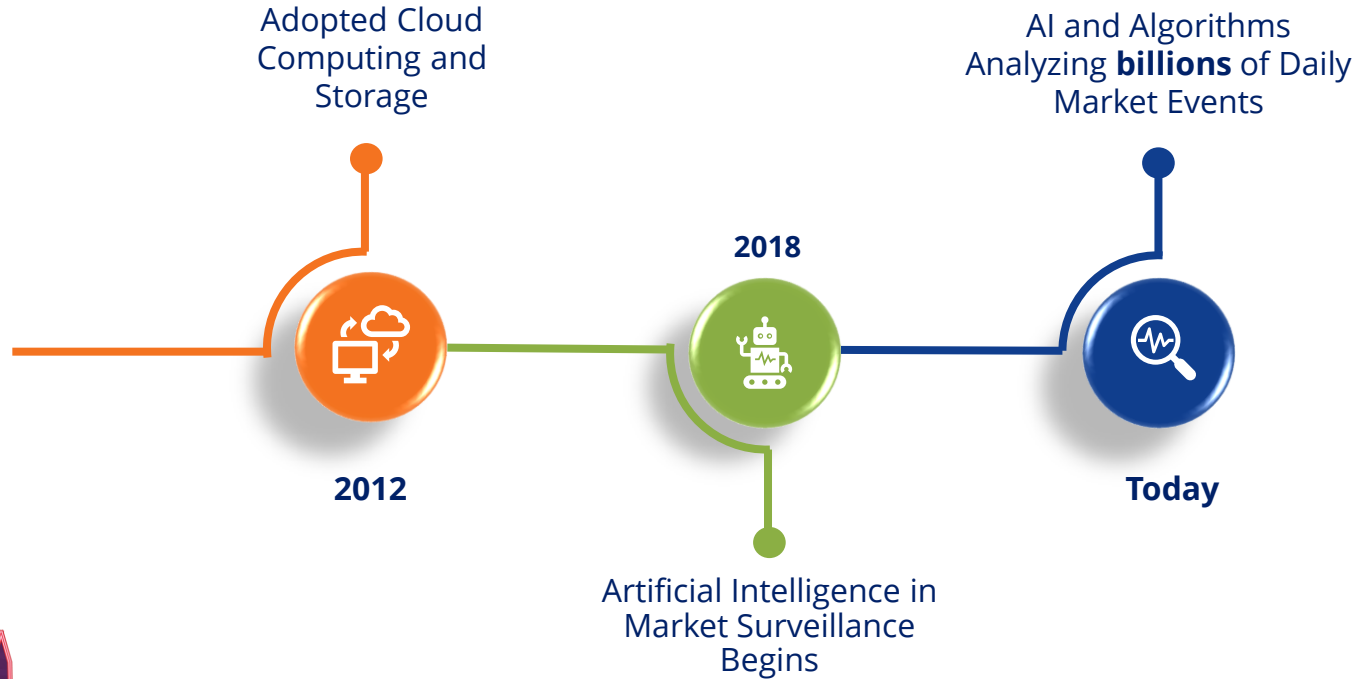 Adopted Cloud
Computing and
Storage
2012
2018
Artificial Intelligence in
Market Surveillance
Begins
AI and Algorithms
Analyzing billions of Daily
Market Events
Today